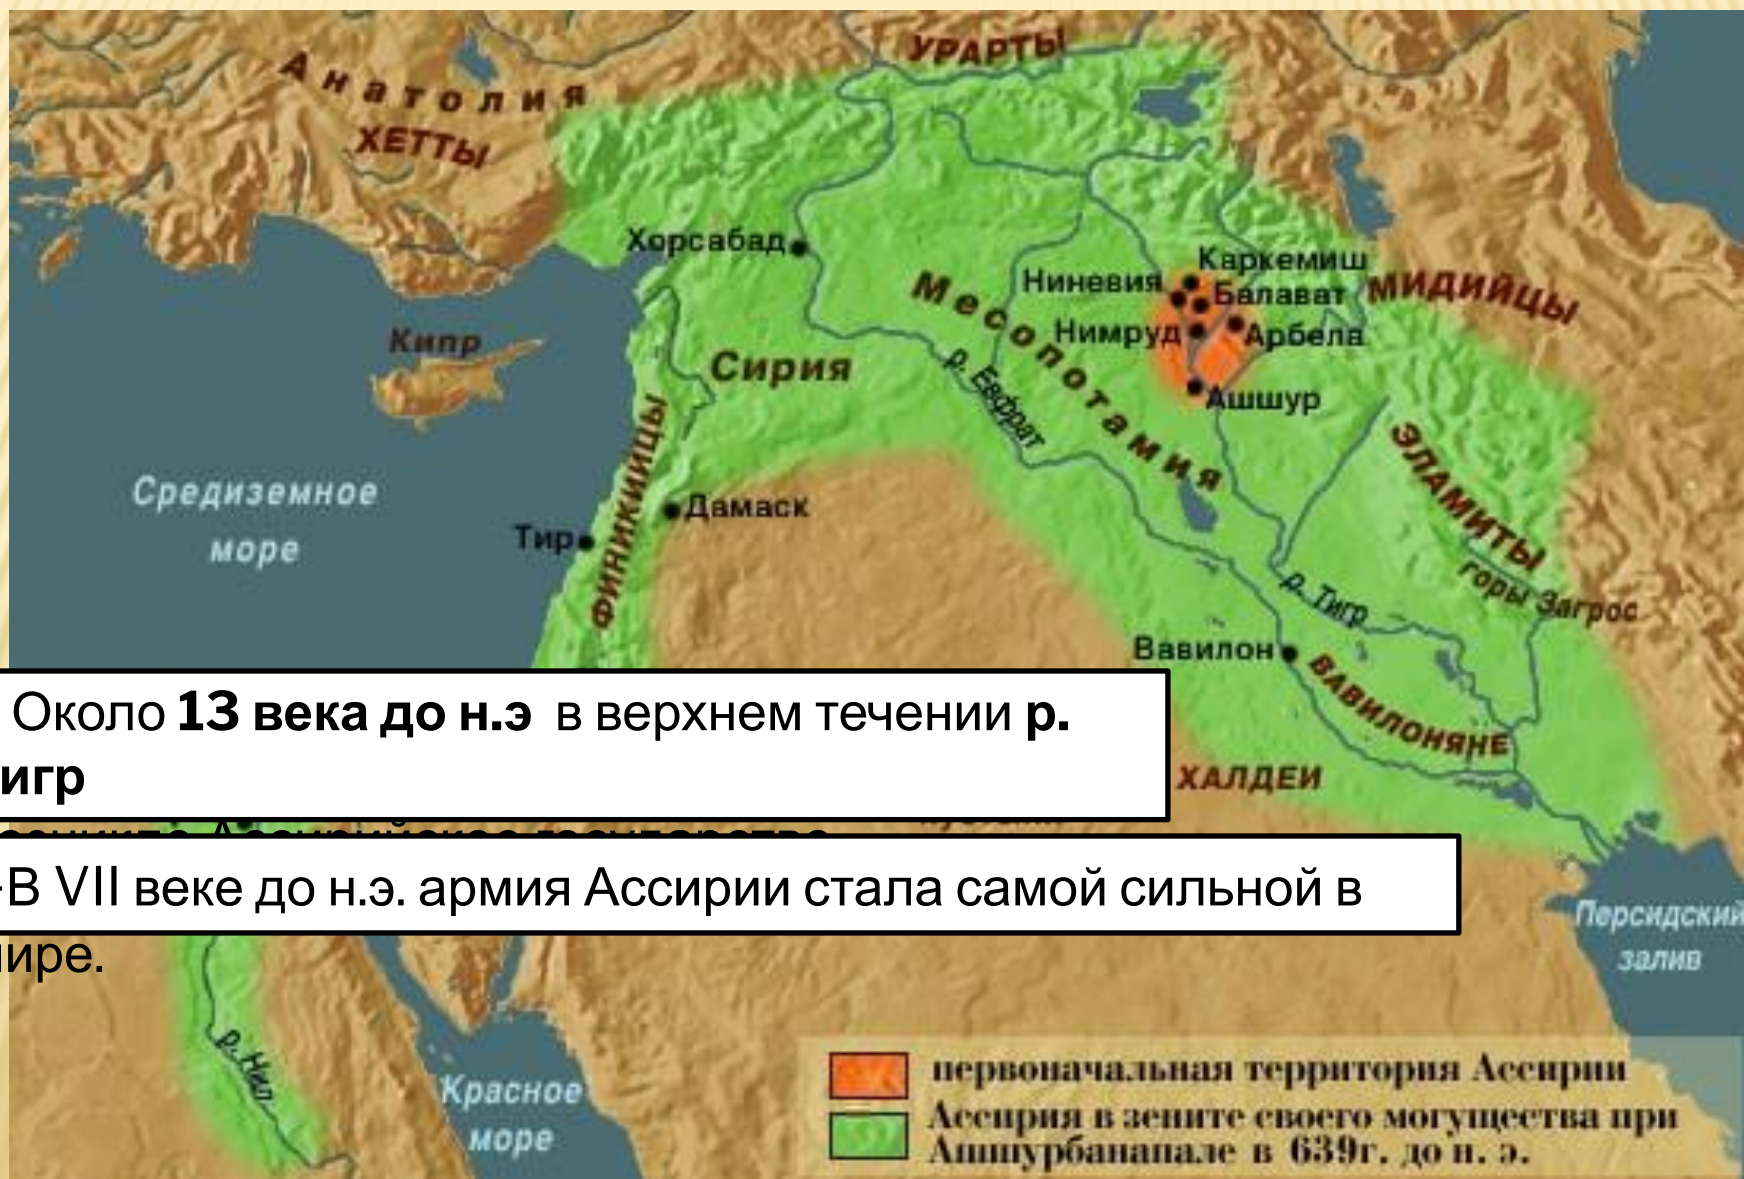 УРАРТЫ
Анатолия
ХЕТТЫ
Хорсабад
Каркемиш
Ниневия
Балават
МИДИЙЦЫ
Месопотамия
Нимруд
Арбела
Кипр
Сирия
р. Евфрат
Ашшур
ЭЛАМИТЫ
Средиземное
море
ФИНИКИЙЦЫ
Дамаск
Тир
горы Загрос
р. Тигр
Вавилон
ВАВИЛОНЯНЕ
ХАЛДЕИ
Около 13 века до н.э в верхнем течении р.
игр
Ассирийское государство
-В VII веке до н.э. армия Ассирии стала самой сильной в
ире.
Персидский
залив
р. Нил
Красное
море
первоначальная территория Ассирии
Ассирия в зените своего могущества при
Ашшурбанапале в 639г. до н. э.